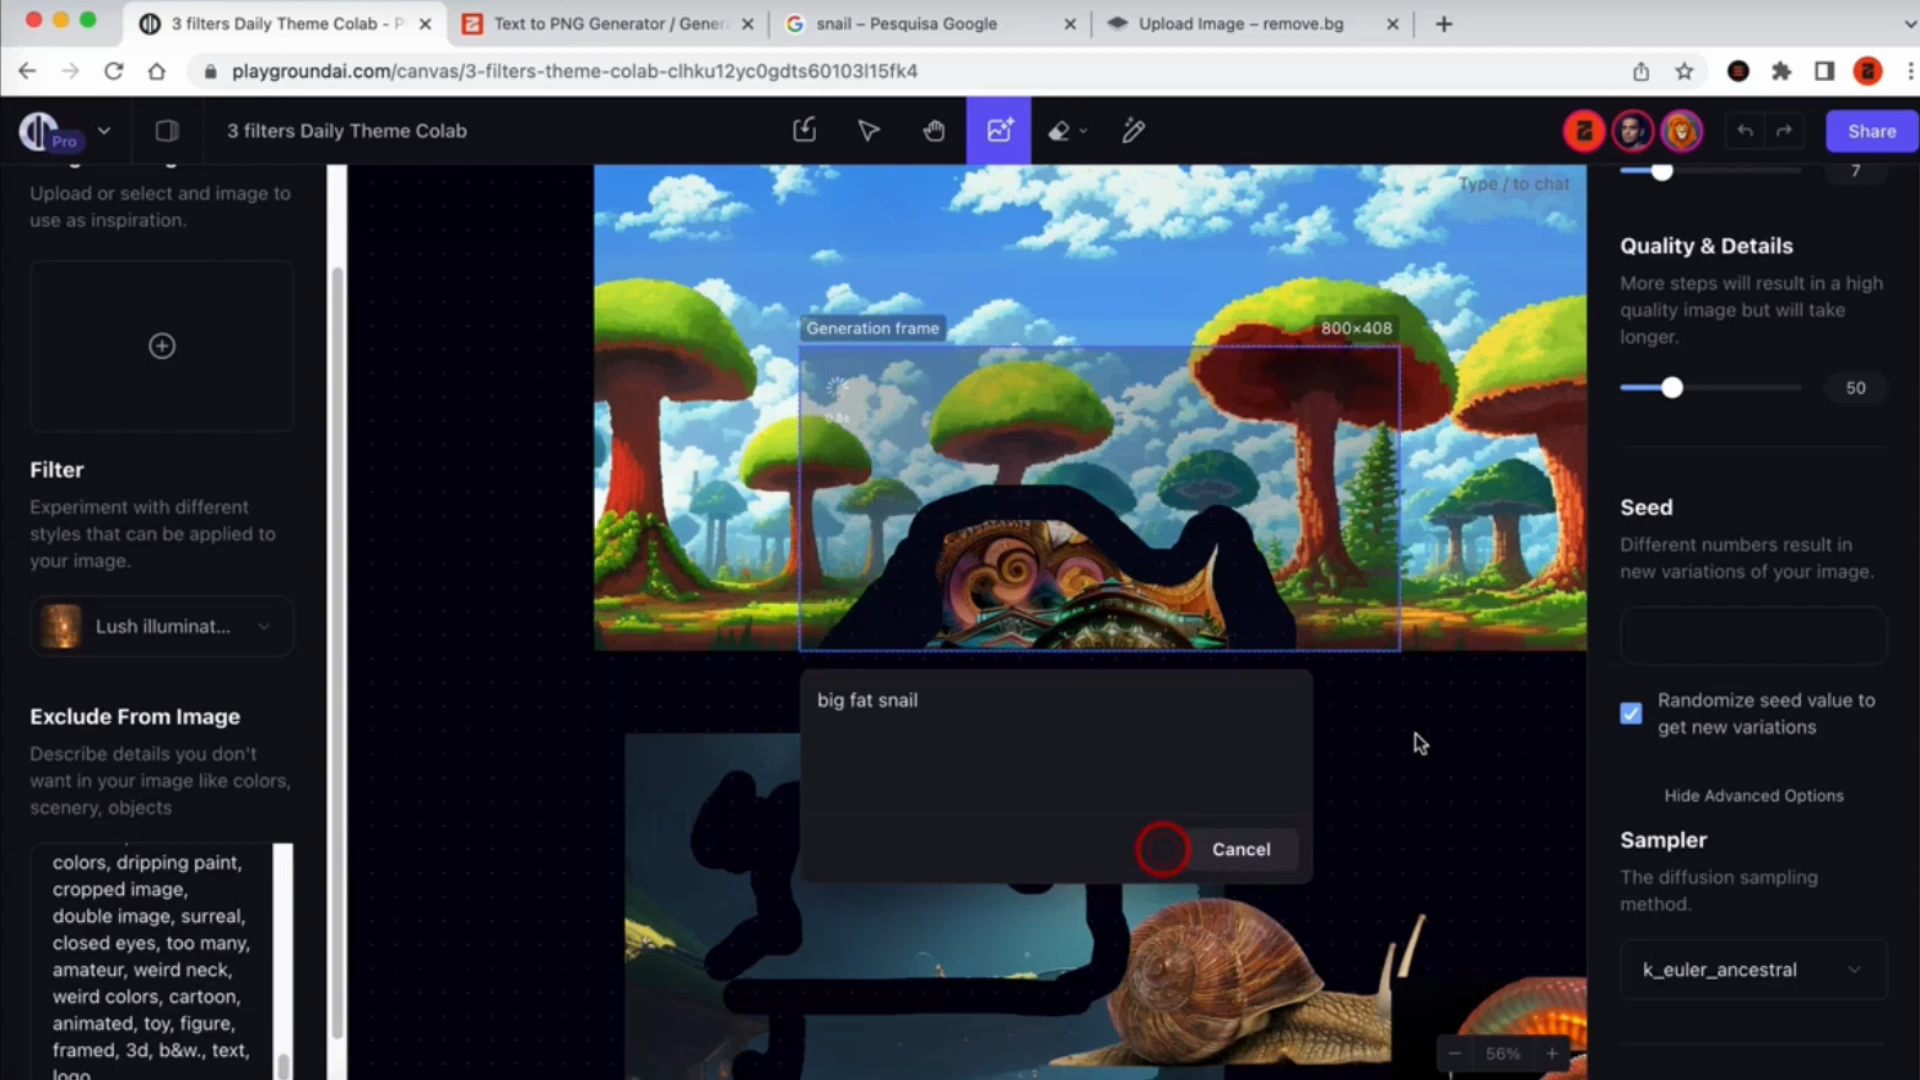 3 filters Daily Theme Colab - P
Text to PNG Generator / Gener
snail – Pesquisa Google
Upload Image – remove.bg
playgroundai.com/canvas/3-filters-theme-colab-clhku12yc0gdts60103l15fk4
Pro
3 filters Daily Theme Colab
Share
Upload or select and image to
use as inspiration.
Filter
Experiment with different
styles that can be applied to
your image.
Lush illuminat...
Exclude From Image
Describe details you don't
want in your image like colors,
scenery, objects
colors, dripping paint,
cropped image,
double image, surreal,
closed eyes, too many,
amateur, weird neck,
weird colors, cartoon,
animated, toy, figure,
framed, 3d, b&w., text,
logo
Type / to chat
Generation frame
800×408
0.8s
big fat snail
Cancel
56%
7
Quality & Details
More steps will result in a high
quality image but will take
longer.
50
Seed
Different numbers result in
new variations of your image.
Randomize seed value to
get new variations
Hide Advanced Options
Sampler
The diffusion sampling
method.
k_euler_ancestral